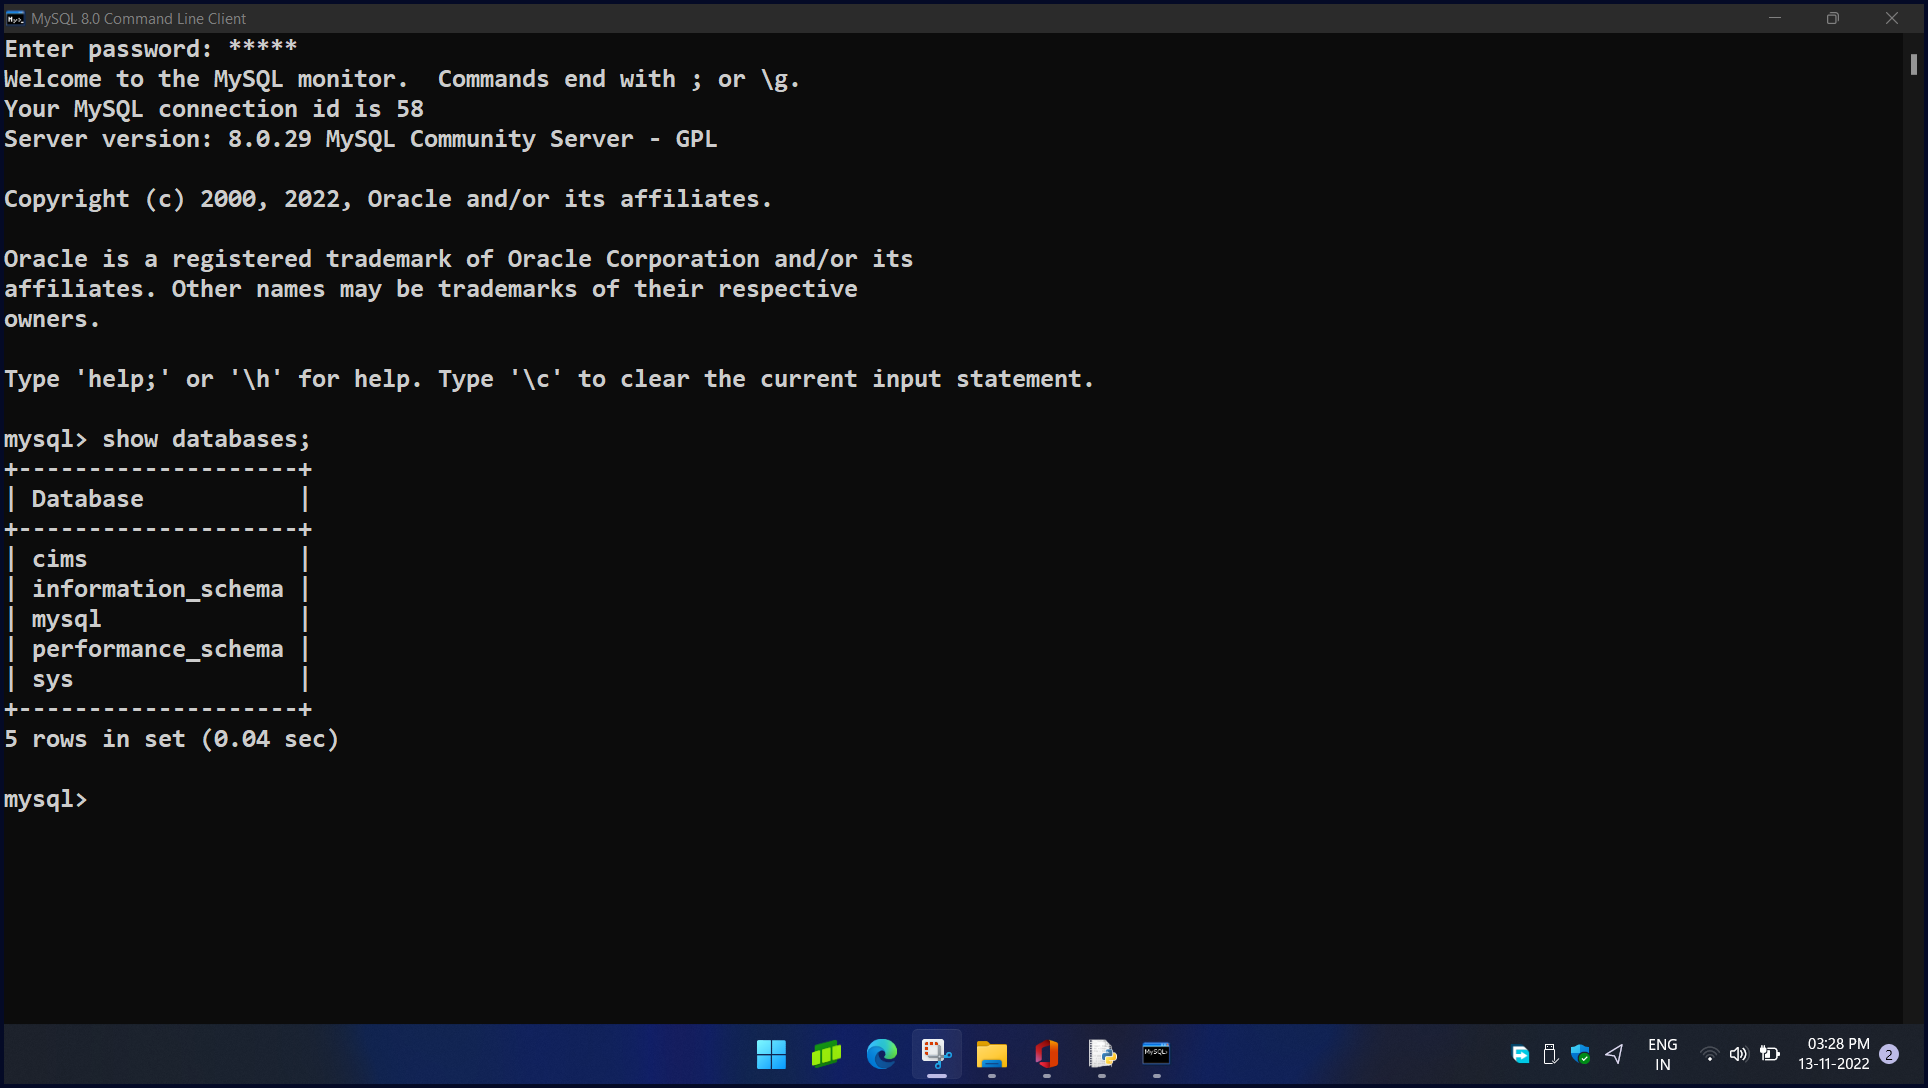 MySQL 8.0 Command Line Client
Enter password: *****
Welcome to the MySQL monitor.  Commands end with ; or \g.
Your MySQL connection id is 58
Server version: 8.0.29 MySQL Community Server - GPL

Copyright (c) 2000, 2022, Oracle and/or its affiliates.

Oracle is a registered trademark of Oracle Corporation and/or its
affiliates. Other names may be trademarks of their respective
owners.

Type 'help;' or '\h' for help. Type '\c' to clear the current input statement.

mysql> show databases;
+--------------------+
| Database           |
+--------------------+
| cims               |
| information_schema |
| mysql              |
| performance_schema |
| sys                |
+--------------------+
5 rows in set (0.04 sec)

mysql>
ENG
IN
03:28 PM
13-11-2022
2